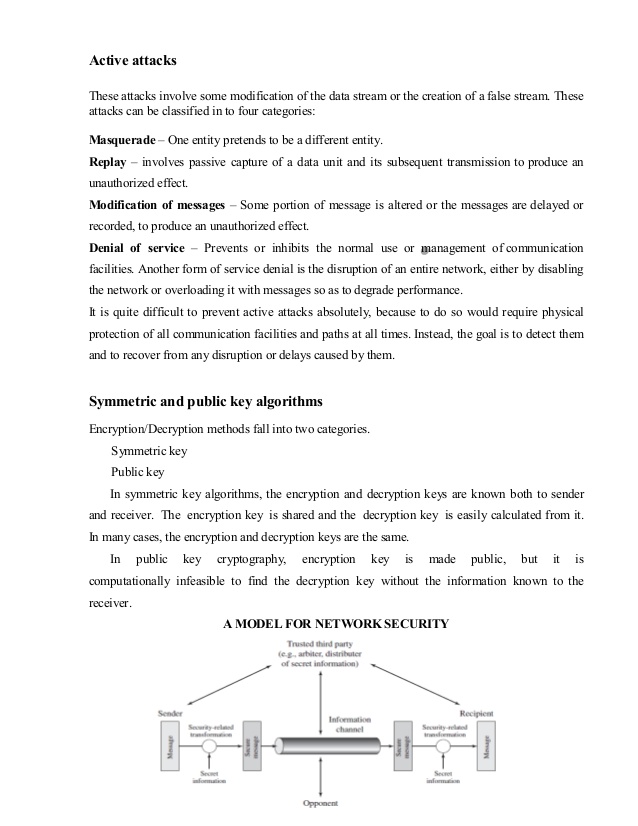 Active attacks
These attacks involve some modification of the data stream or the creation of a false stream. These
attacks can be classified in to four categories:
Masquerade – One entity pretends to be a different entity.
Replay – involves passive capture of a data unit and its subsequent transmission to produce an
unauthorized effect.
Modification of messages – Some portion of message is altered or the messages are delayed or
recorded, to produce an unauthorized effect.
Denial of service – Prevents or inhibits the normal use or management of communication
facilities. Another form of service denial is the disruption of an entire network, either by disabling
the network or overloading it with messages so as to degrade performance.
It is quite difficult to prevent active attacks absolutely, because to do so would require physical
protection of all communication facilities and paths at all times. Instead, the goal is to detect them
and to recover from any disruption or delays caused by them.
Symmetric and public key algorithms
Encryption/Decryption methods fall into two categories.
Symmetric key
Public key
In symmetric key algorithms, the encryption and decryption keys are known both to sender
and receiver. The encryption key is shared and the decryption key is easily calculated from it.
In many cases, the encryption and decryption keys are the same.
In public key cryptography, encryption key is made public, but it is
computationally infeasible to find the decryption key without the information known to the
receiver.
A MODEL FOR NETWORK SECURITY
Trusted third party
(e.g., arbiter, distributer
of secret information)
Sender
Recipient
Message
Security-related
transformation
Secret
information
Secure
message
Information
channel
Secure
message
Security-related
transformation
Secret
information
Message
Opponent